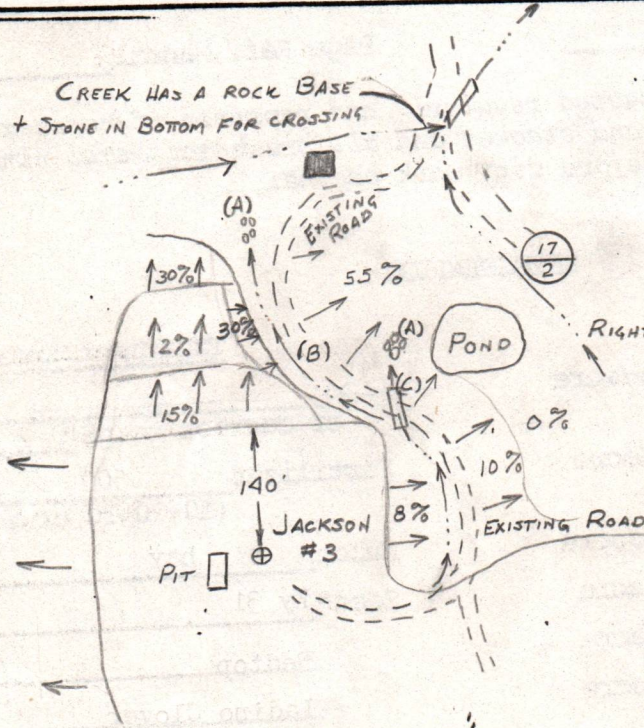 CREEK HAS A ROCK BASE
+ STONE IN BOTTOM FOR CROSSING
(A)
EXISTING
ROAD
17
2
30%
55%
30%
2%
(B)
(A)
POND
RIGHT
(C)
15%
0%
10%
140
8%
EXISTING ROAD
JACKSON
#3
PIT